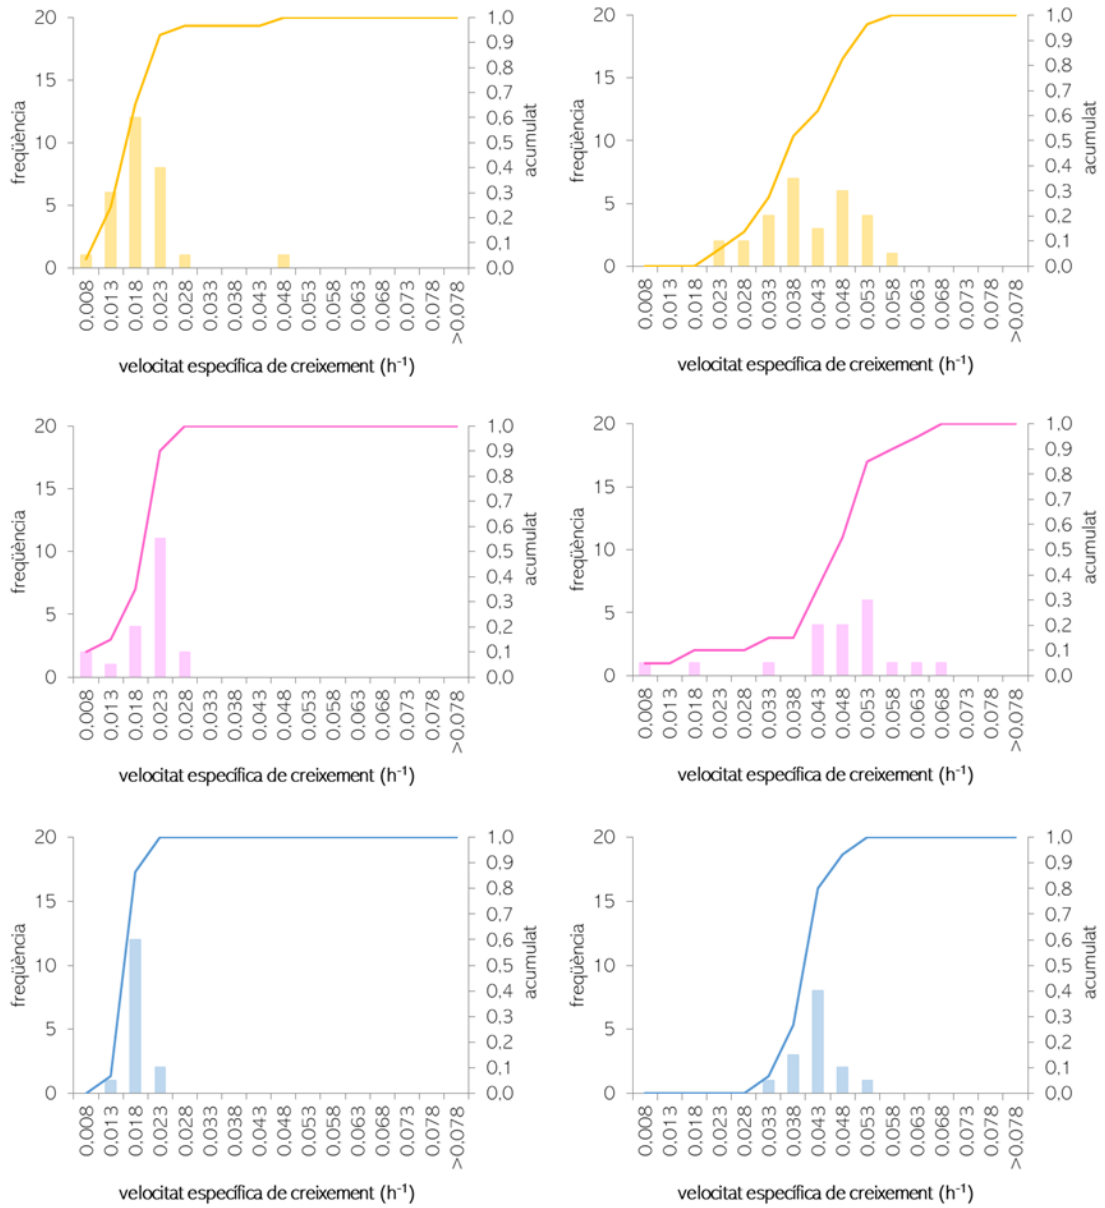 20 15 10 5 0
freqüència
1,0 0,9 0,8 0,7 0,6 0,5 0,4 0,3 0,2 0,1 0,0
acumulat
0,008 0,013 0,018 0,023 0,028 0,033 0,038 0,043 0,048 0,053 0,058 0,063 0,068 0,073 0,078 >0,078
velocitat específica de creixement (h⁻¹)
20 15 10 5 0
freqüència
1,0 0,9 0,8 0,7 0,6 0,5 0,4 0,3 0,2 0,1 0,0
acumulat
0,008 0,013 0,018 0,023 0,028 0,033 0,038 0,043 0,048 0,053 0,058 0,063 0,068 0,073 0,078 >0,078
velocitat específica de creixement (h⁻¹)
20 15 10 5 0
freqüència
1,0 0,9 0,8 0,7 0,6 0,5 0,4 0,3 0,2 0,1 0,0
acumulat
0,008 0,013 0,018 0,023 0,028 0,033 0,038 0,043 0,048 0,053 0,058 0,063 0,068 0,073 0,078 >0,078
velocitat específica de creixement (h⁻¹)
20 15 10 5 0
freqüència
1,0 0,9 0,8 0,7 0,6 0,5 0,4 0,3 0,2 0,1 0,0
acumulat
0,008 0,013 0,018 0,023 0,028 0,033 0,038 0,043 0,048 0,053 0,058 0,063 0,068 0,073 0,078 >0,078
velocitat específica de creixement (h⁻¹)
20 15 10 5 0
freqüència
1,0 0,9 0,8 0,7 0,6 0,5 0,4 0,3 0,2 0,1 0,0
acumulat
0,008 0,013 0,018 0,023 0,028 0,033 0,038 0,043 0,048 0,053 0,058 0,063 0,068 0,073 0,078 >0,078
velocitat específica de creixement (h⁻¹)
20 15 10 5 0
freqüència
1,0 0,9 0,8 0,7 0,6 0,5 0,4 0,3 0,2 0,1 0,0
acumulat
0,008 0,013 0,018 0,023 0,028 0,033 0,038 0,043 0,048 0,053 0,058 0,063 0,068 0,073 0,078 >0,078
velocitat específica de creixement (h⁻¹)